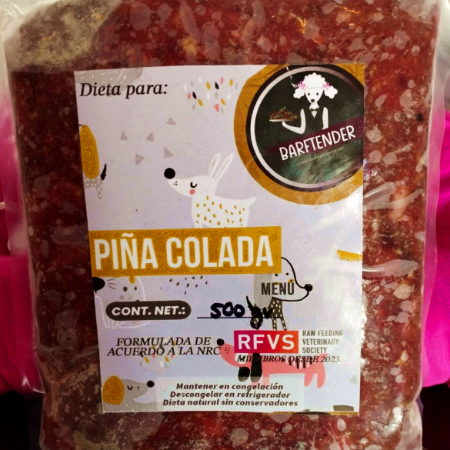 Dieta para:
BARFTENDER
PIÑA COLADA
MENÚ
CONT. NET.: 500
FORMULADA DE
ACUERDO A LA NRC Y
RFVS
RAW FEEDING
VETERINARY
SOCIETY
MIEMBROS DESDE 2023
Mantener en congelación
Descongelar en refrigerador
Dieta natural sin conservadores